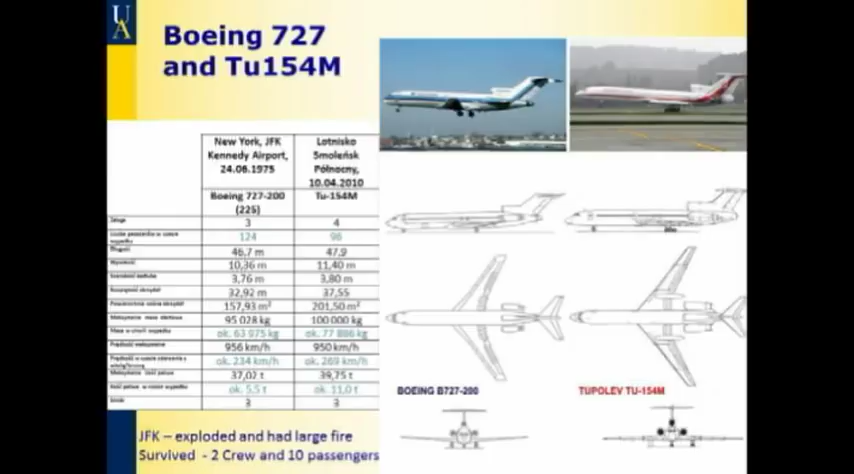 UA
Boeing 727
and Tu154M
New York, JFK
Kennedy Airport,
24.06.1975
Lotnisko
Smoleńsk
Północny,
10.04.2010
Boeing 727-200
(225)
Tu-154M
Załoga 3 4
124 96
Długość 46,7 m 47,9
Wysokość 10,36 m 11,40 m
3,76 m 3,80 m
32,92 m 37,55
157,93 m² 201,50 m²
95 028 kg 100 000 kg
ok. 63 975 kg ok. 77 886 kg
956 km/h 950 km/h
ok. 234 km/h ok. 269 km/h
37,02 t 39,75 t
ok. 5,5 t ok. 11,0 t
Silniki 3 3
BOEING B727-200
TUPOLEV TU-154M
JFK – exploded and had large fire
Survived - 2 Crew and 10 passengers